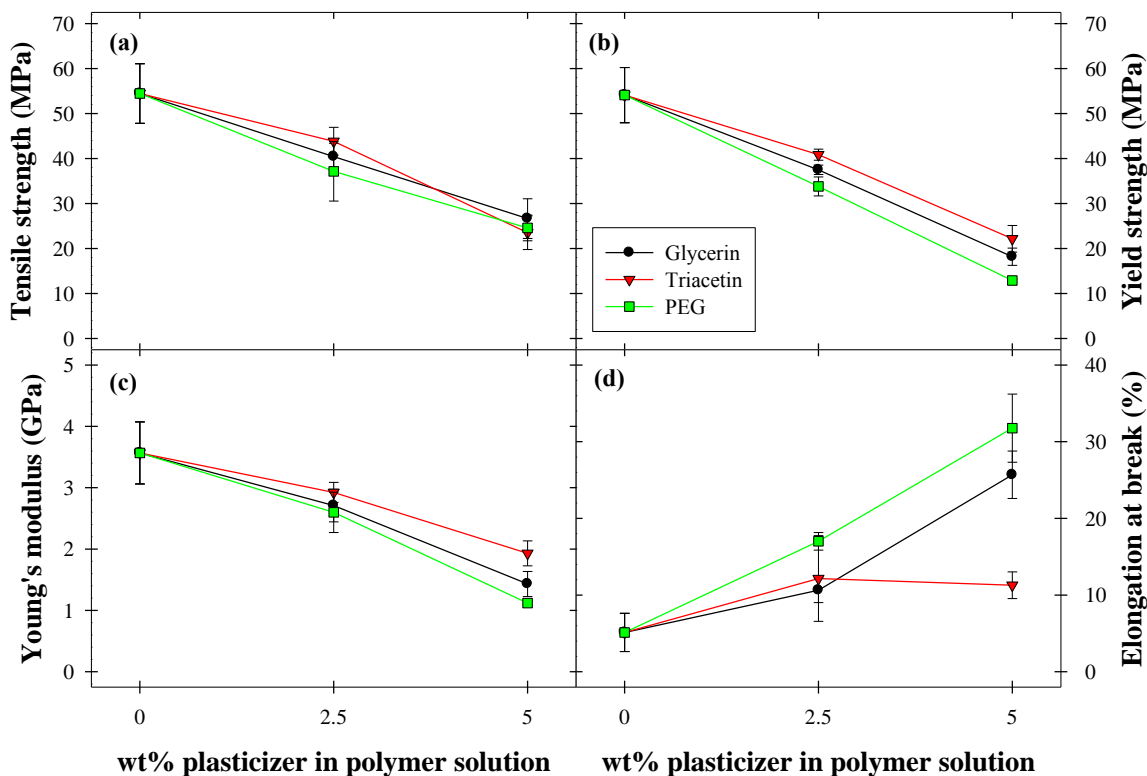 (a)
Tensile strength (MPa)
70
60
50
40
30
20
10
0
(b)
Yield strength (MPa)
70
60
50
40
30
20
10
0
Glycerin
Triacetin
PEG
(c)
Young's modulus (GPa)
5
4
3
2
1
0
0
2.5
5
wt% plasticizer in polymer solution
(d)
Elongation at break (%)
40
30
20
10
0
0
2.5
5
wt% plasticizer in polymer solution